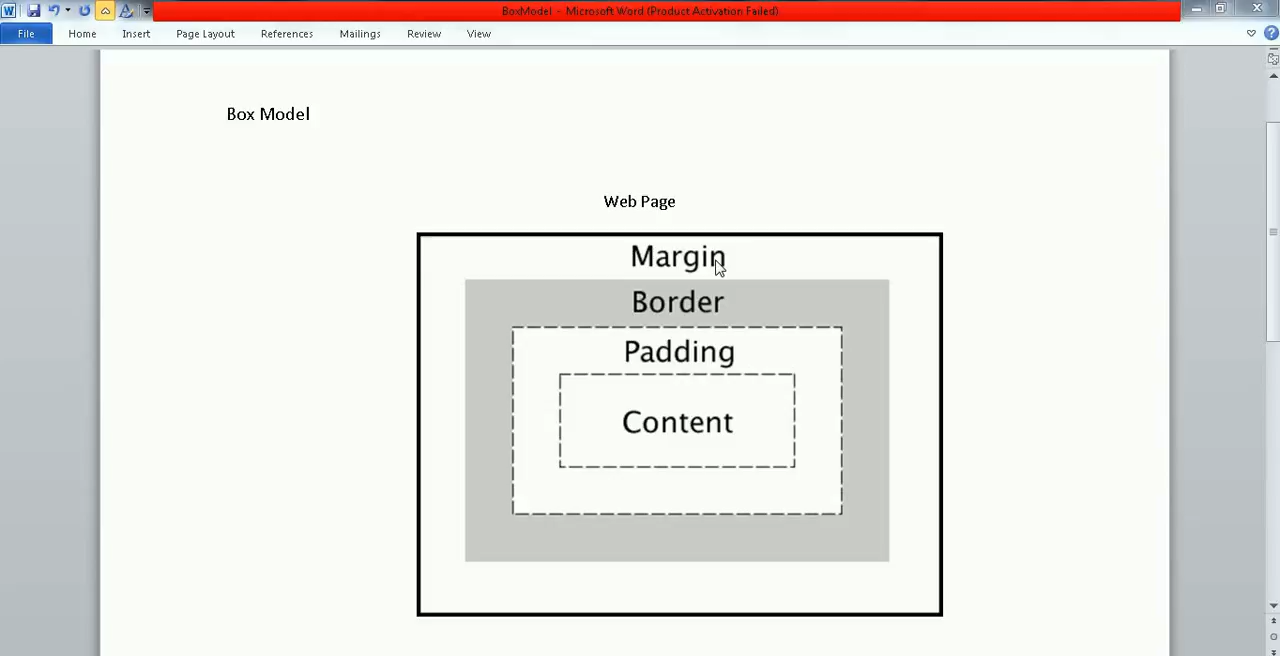 BoxModel - Microsoft Word (Product Activation Failed)
File Home Insert Page Layout References Mailings Review View
Box Model
Web Page
Margin
Border
Padding
Content